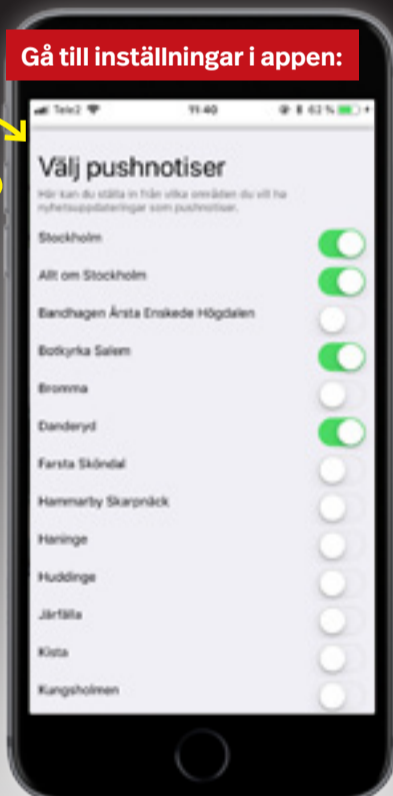 Gå till inställningar i appen:
Tele2 11:40 62 %
Välj pushnotiser
Här kan du ställa in från vilka områden du vill ha
nyhetsuppdateringar som pushnotiser.
Stockholm
Allt om Stockholm
Bandhagen Årsta Enskede Högdalen
Botkyrka Salem
Bromma
Danderyd
Farsta Sköndal
Hammarby Skarpnäck
Haninge
Huddinge
Järfälla
Kista
Kungsholmen